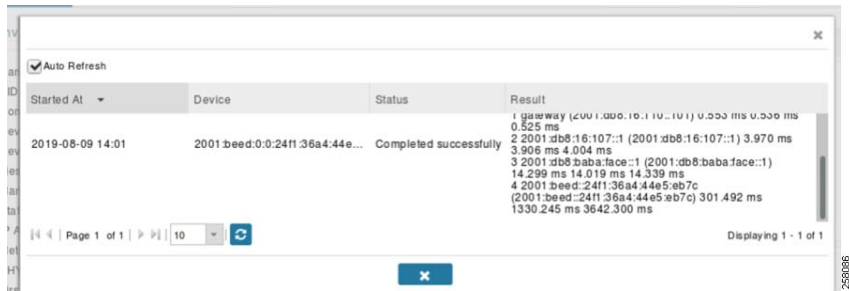 Auto Refresh
Started At Device Status Result
1 gateway (2001:db8:16:110::101) 0.553 ms 0.536 ms
0.525 ms
2 2001:db8:16:107::1 (2001:db8:16:107::1) 3.970 ms
2019-08-09 14:01 2001:beed:0:0:24f1:36a4:44e... Completed successfully 3.906 ms 4.004 ms
3 2001:db8:baba:face::1 (2001:db8:baba:face::1)
14.299 ms 14.019 ms 14.339 ms
4 2001:beed::24f1:36a4:44e5:eb7c
(2001:beed::24f1:36a4:44e5:eb7c) 301.492 ms
1330.245 ms 3642.300 ms
Page 1 of 1 10 Displaying 1 - 1 of 1
258086